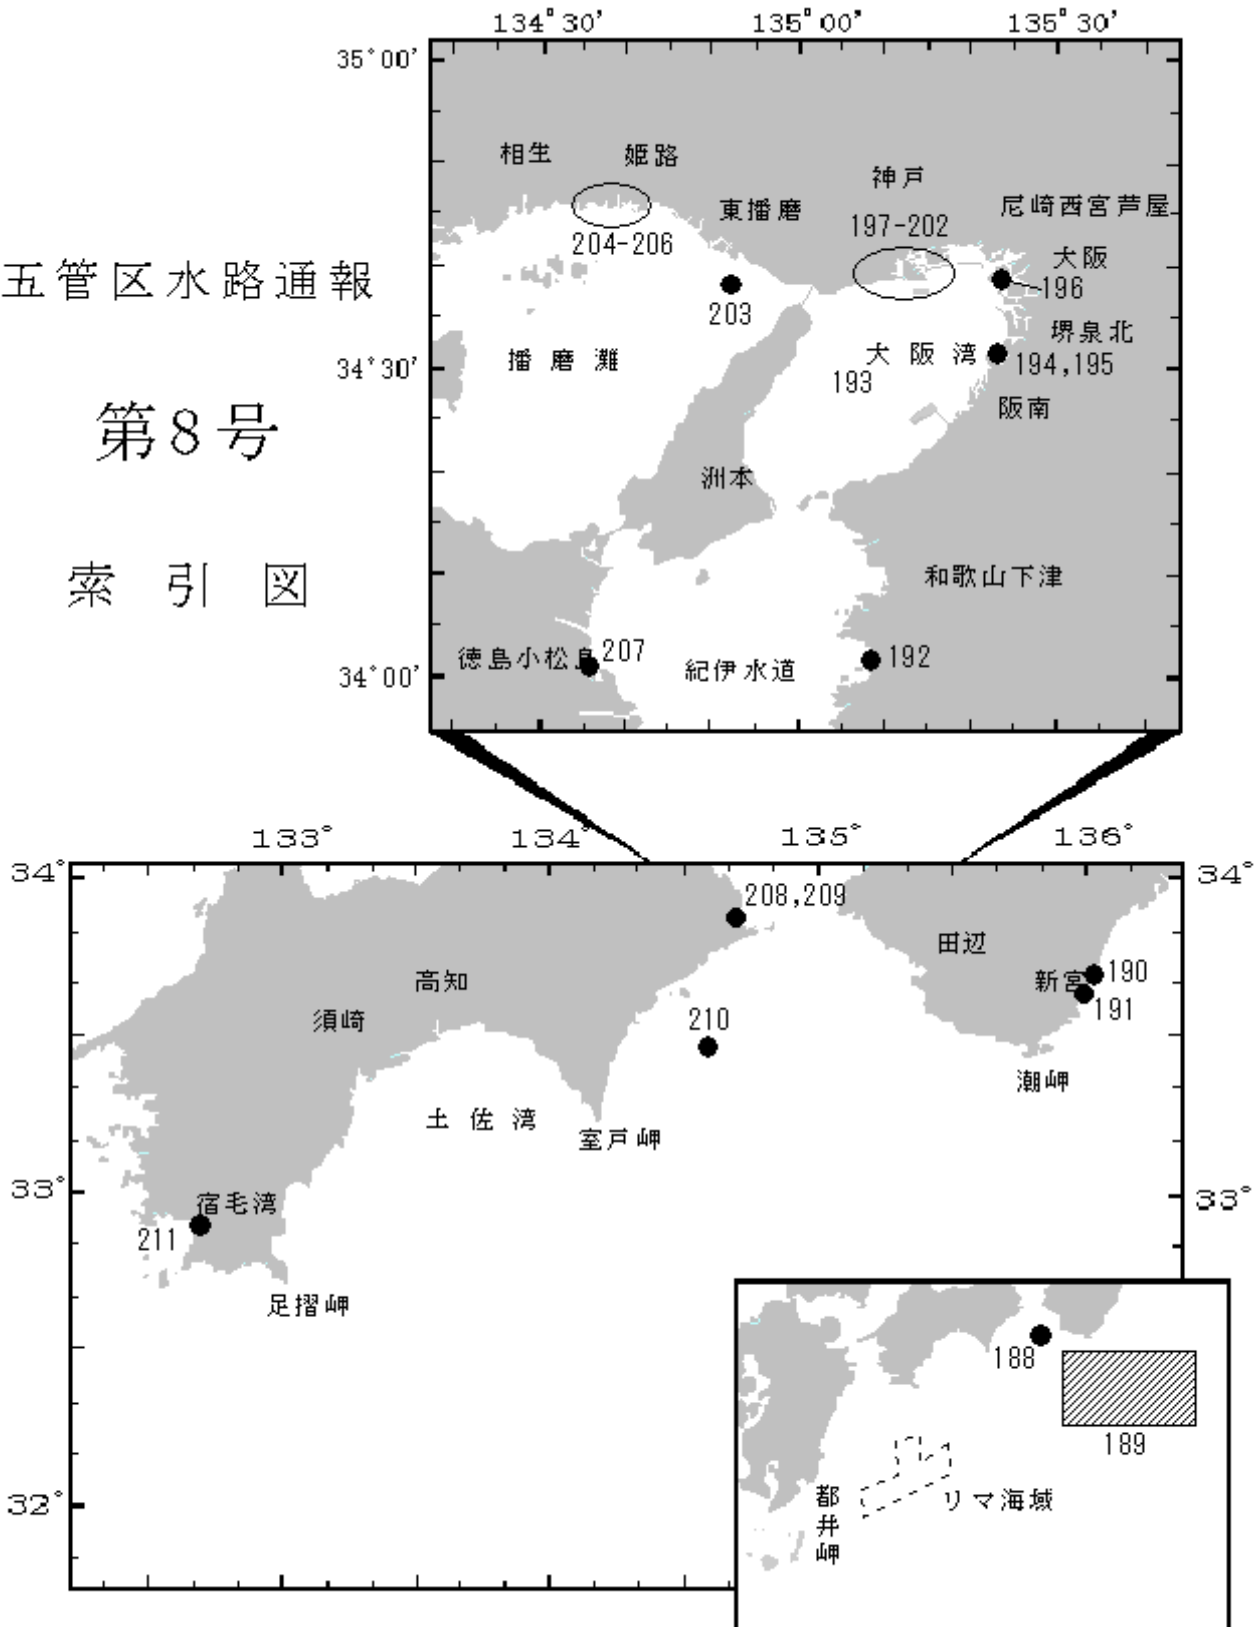 134°30′ 135°00′ 135°30′
35°00′
相生 姫路
神戸
東播磨 尼崎西宮芦屋
197-202
204-206
大阪
196
五管区水路通報
203
堺泉北
播磨灘 大阪湾 194,195
34°30′
193
阪南
第8号
洲本
索引図
和歌山下津
徳島小松島 207 紀伊水道 192
34°00′
133° 134° 135° 136°
34° 34°
208,209
田辺
高知 新宮 190
191
須崎 210
潮岬
土佐湾
室戸岬
33° 33°
宿毛湾
211
足摺岬
188
189
リマ海域
都井岬
32°